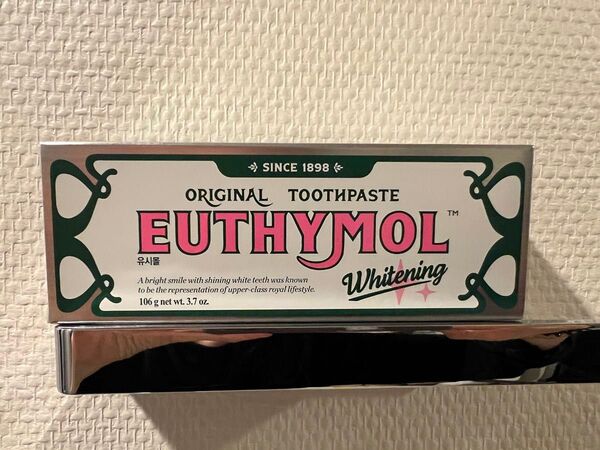 SINCE 1898
ORIGINAL TOOTHPASTE
EUTHYMOL™
유시몰
Whitening
A bright smile with shining white teeth was known
to be the representation of upper-class royal lifestyle.
106 g net wt. 3.7 oz.